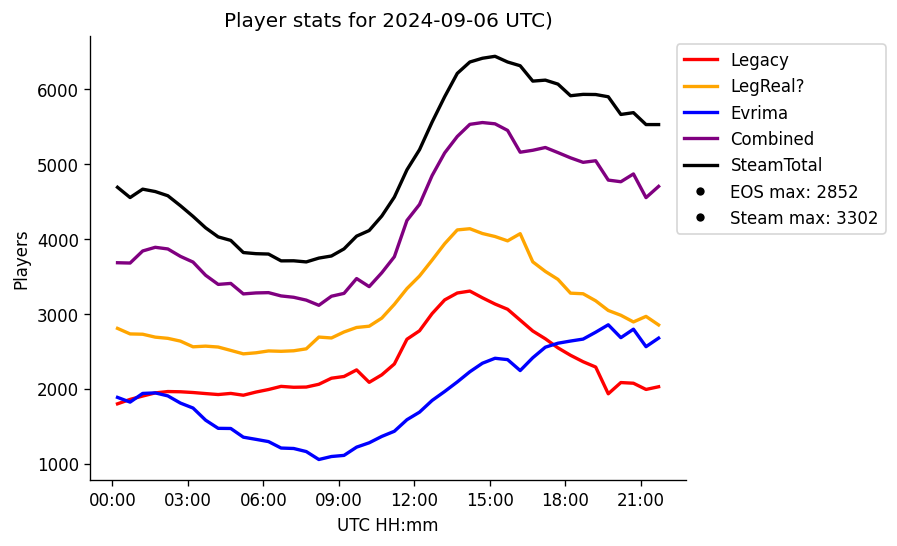 Player stats for 2024-09-06 UTC)
Legacy
LegReal?
Evrima
Combined
SteamTotal
EOS max: 2852
Steam max: 3302
Players
6000
5000
4000
3000
2000
1000
00:00 03:00 06:00 09:00 12:00 15:00 18:00 21:00
UTC HH:mm